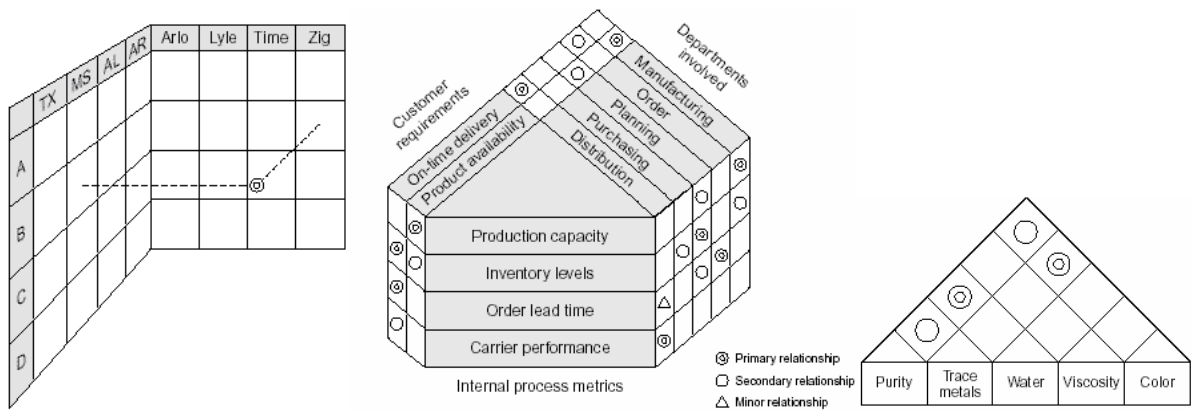 TX
MS
AL
AR
Arlo
Lyle
Time
Zig
A
B
C
D
Customer
requirements
On-time delivery
Product availability
Departments
involved
Manufacturing
Order
Planning
Purchasing
Distribution
Production capacity
Inventory levels
Order lead time
Carrier performance
Internal process metrics
Primary relationship
Secondary relationship
Minor relationship
Purity
Trace
metals
Water
Viscosity
Color